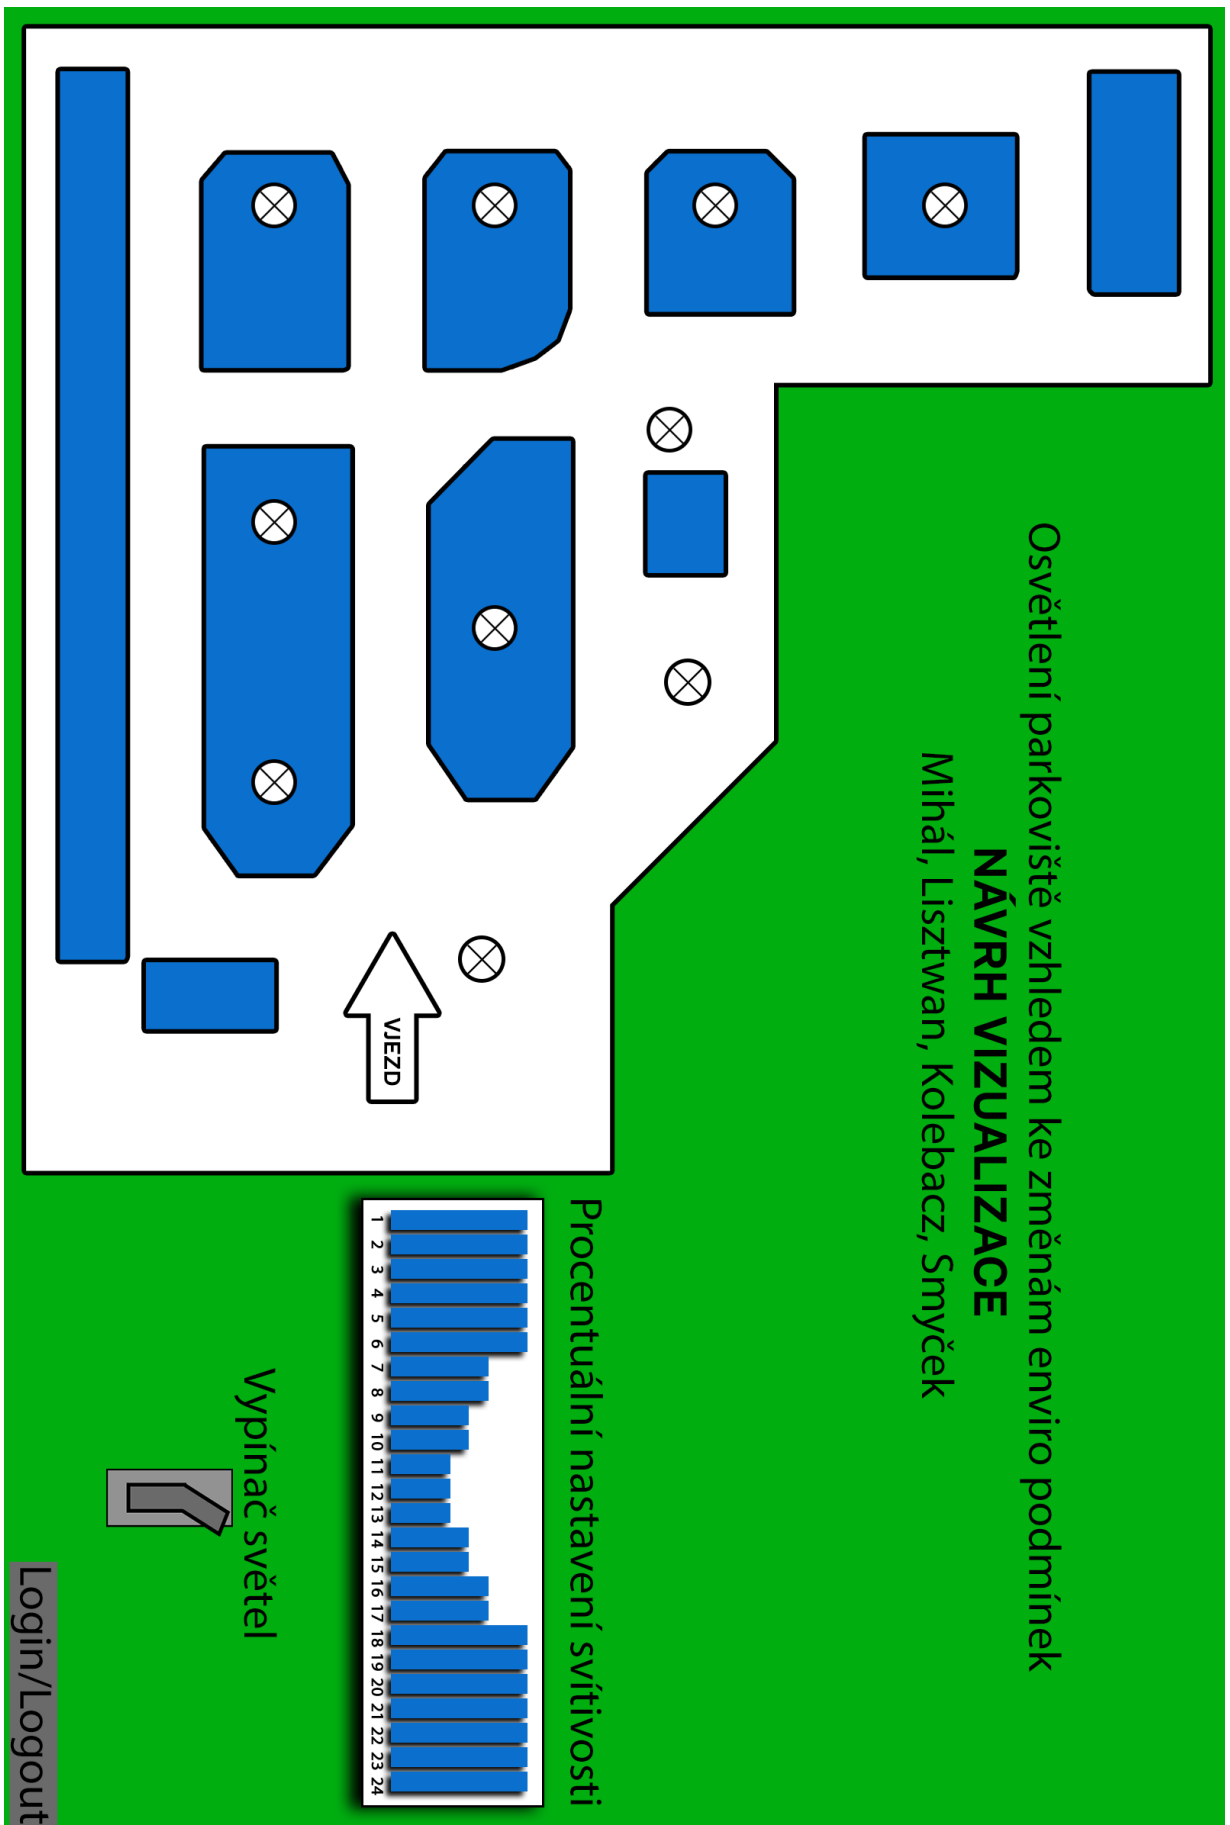 Osvětlení parkoviště vzhledem ke změnám enviro podmínek
NÁVRH VIZUALIZACE
Mihál, Lisztwan, Kolebacz, Smyček
VJEZD
Procentuální nastavení svítivosti
1 2 3 4 5 6 7 8 9 10 11 12 13 14 15 16 17 18 19 20 21 22 23 24
Vypínač světel
Login/Logout